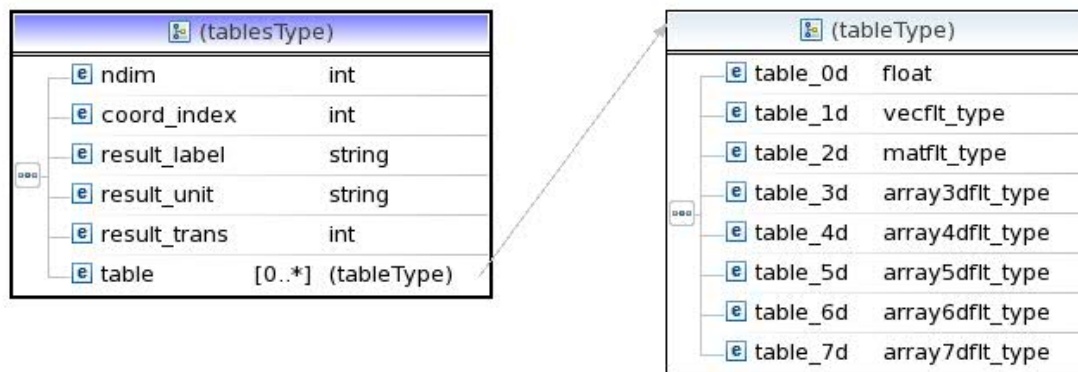 (tablesType)
ndim int
coord_index int
result_label string
result_unit string
result_trans int
table [0..*] (tableType)
(tableType)
table_0d float
table_1d vecflt_type
table_2d matflt_type
table_3d array3dflt_type
table_4d array4dflt_type
table_5d array5dflt_type
table_6d array6dflt_type
table_7d array7dflt_type